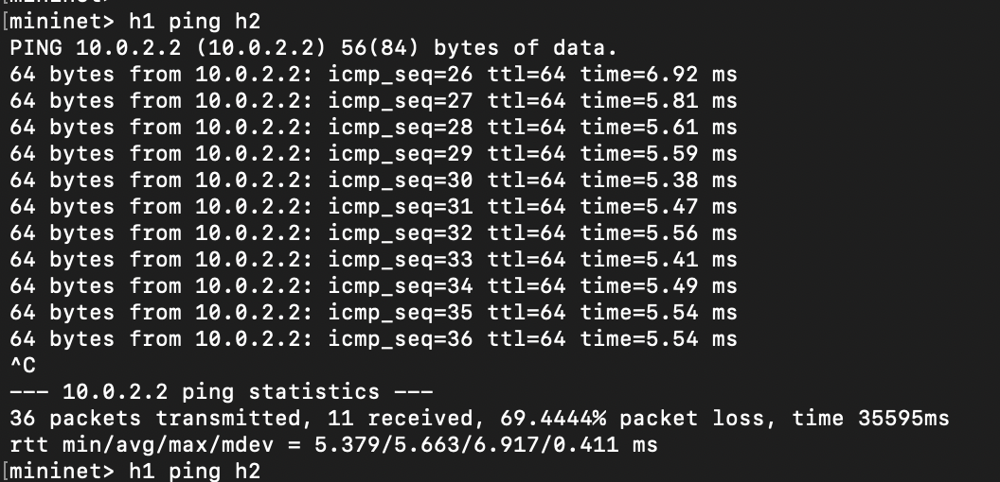 [mininet> h1 ping h2
PING 10.0.2.2 (10.0.2.2) 56(84) bytes of data.
64 bytes from 10.0.2.2: icmp_seq=26 ttl=64 time=6.92 ms
64 bytes from 10.0.2.2: icmp_seq=27 ttl=64 time=5.81 ms
64 bytes from 10.0.2.2: icmp_seq=28 ttl=64 time=5.61 ms
64 bytes from 10.0.2.2: icmp_seq=29 ttl=64 time=5.59 ms
64 bytes from 10.0.2.2: icmp_seq=30 ttl=64 time=5.38 ms
64 bytes from 10.0.2.2: icmp_seq=31 ttl=64 time=5.47 ms
64 bytes from 10.0.2.2: icmp_seq=32 ttl=64 time=5.56 ms
64 bytes from 10.0.2.2: icmp_seq=33 ttl=64 time=5.41 ms
64 bytes from 10.0.2.2: icmp_seq=34 ttl=64 time=5.49 ms
64 bytes from 10.0.2.2: icmp_seq=35 ttl=64 time=5.54 ms
64 bytes from 10.0.2.2: icmp_seq=36 ttl=64 time=5.54 ms
^C
--- 10.0.2.2 ping statistics ---
36 packets transmitted, 11 received, 69.4444% packet loss, time 35595ms
rtt min/avg/max/mdev = 5.379/5.663/6.917/0.411 ms
[mininet> h1 ping h2